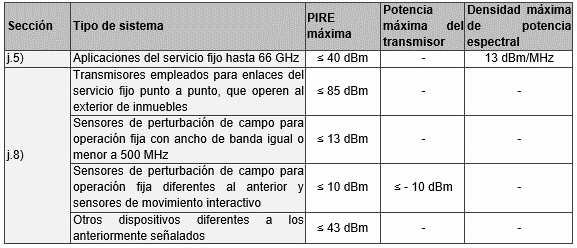 Sección Tipo de sistema PIRE máxima Potencia máxima del transmisor Densidad máxima de potencia espectral
j.5) Aplicaciones del servicio fijo hasta 66 GHz ≤ 40 dBm - 13 dBm/MHz
j.8) Transmisores empleados para enlaces del
servicio fijo punto a punto, que operen al
exterior de inmuebles
≤ 85 dBm - -
Sensores de perturbación de campo para
operación fija con ancho de banda igual o
menor a 500 MHz
≤ 13 dBm - -
Sensores de perturbación de campo para
operación fija diferentes al anterior y
sensores de movimiento interactivo
≤ 10 dBm ≤ - 10 dBm -
Otros dispositivos diferentes a los
anteriormente señalados
≤ 43 dBm - -